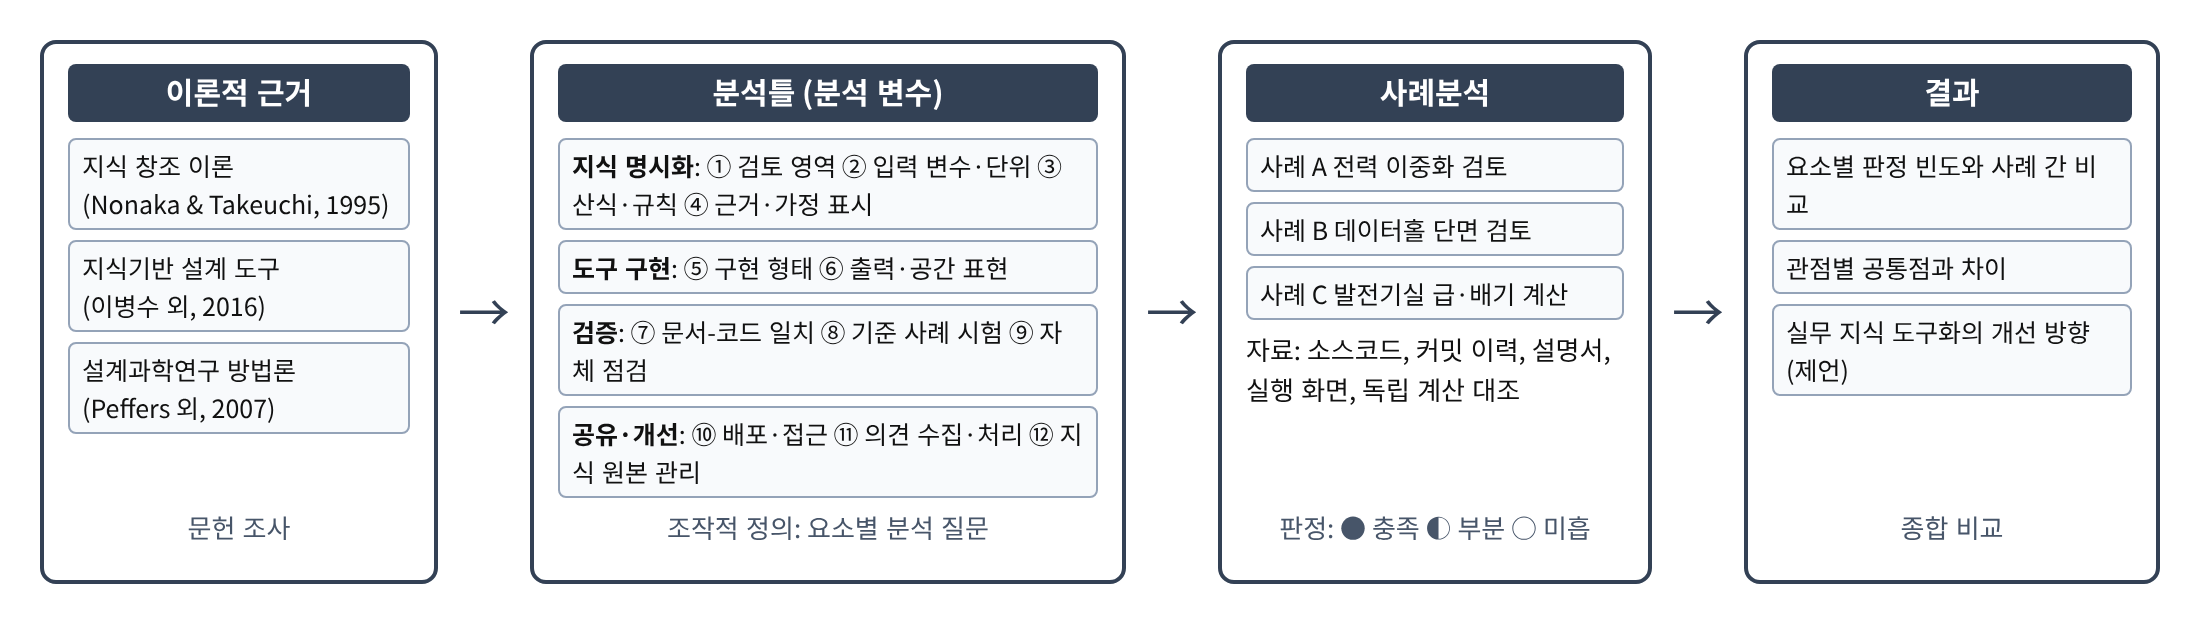 이론적 근거
지식 창조 이론
(Nonaka & Takeuchi, 1995)
지식기반 설계 도구
(이병수 외, 2016)
설계과학연구 방법론
(Peffers 외, 2007)
문헌 조사
→
분석틀 (분석 변수)
지식 명시화: ① 검토 영역 ② 입력 변수·단위 ③
산식·규칙 ④ 근거·가정 표시
도구 구현: ⑤ 구현 형태 ⑥ 출력·공간 표현
검증: ⑦ 문서-코드 일치 ⑧ 기준 사례 시험 ⑨ 자
체 점검
공유·개선: ⑩ 배포·접근 ⑪ 의견 수집·처리 ⑫ 지
식 원본 관리
조작적 정의: 요소별 분석 질문
→
사례분석
사례 A 전력 이중화 검토
사례 B 데이터홀 단면 검토
사례 C 발전기실 급·배기 계산
자료: 소스코드, 커밋 이력, 설명서,
실행 화면, 독립 계산 대조
판정: ● 충족 ◐ 부분 ○ 미흡
→
결과
요소별 판정 빈도와 사례 간 비
교
관점별 공통점과 차이
실무 지식 도구화의 개선 방향
(제언)
종합 비교